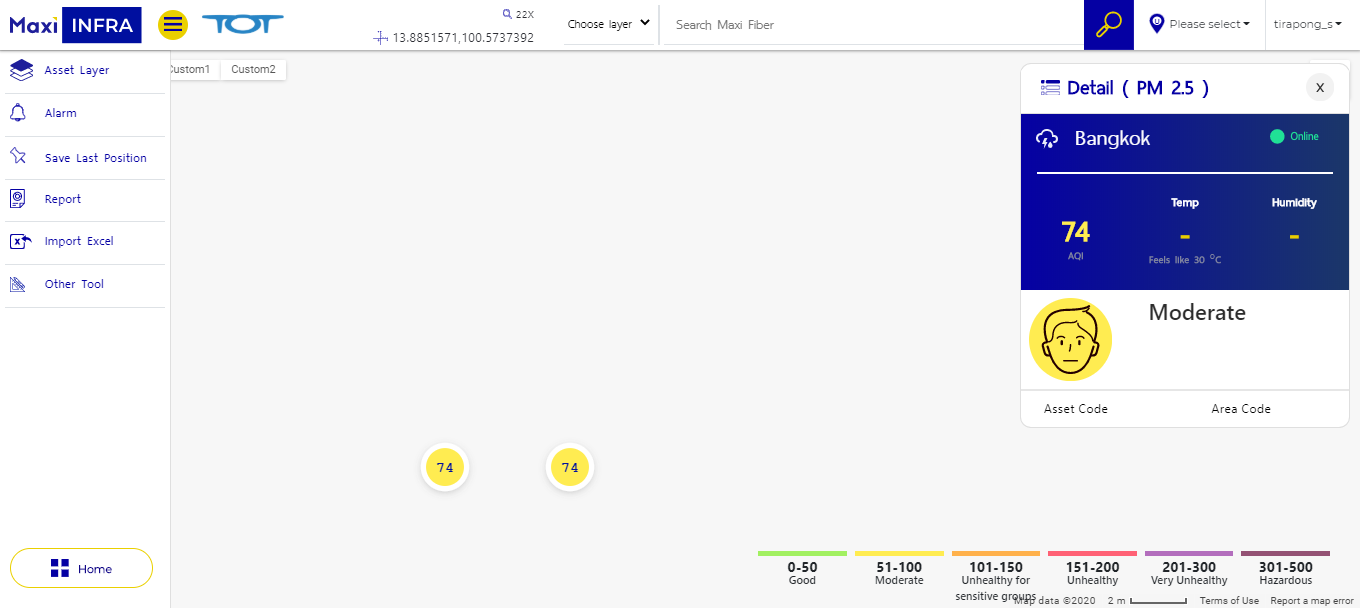 Maxi INFRA
TOT
22X
13.8851571,100.5737392
Choose layer
Search Maxi Fiber
Please select
tirapong_s
Asset Layer
Alarm
Save Last Position
Report
Import Excel
Other Tool
Home
Custom1
Custom2
Detail ( PM 2.5 )
X
Bangkok
Online
Temp
Humidity
74
-
-
AQI
Feels like 30 °C
Moderate
Asset Code
Area Code
74
74
0-50
Good
51-100
Moderate
101-150
Unhealthy for
sensitive groups
151-200
Unhealthy
201-300
Very Unhealthy
301-500
Hazardous
Map data ©2020
2 m
Terms of Use
Report a map error